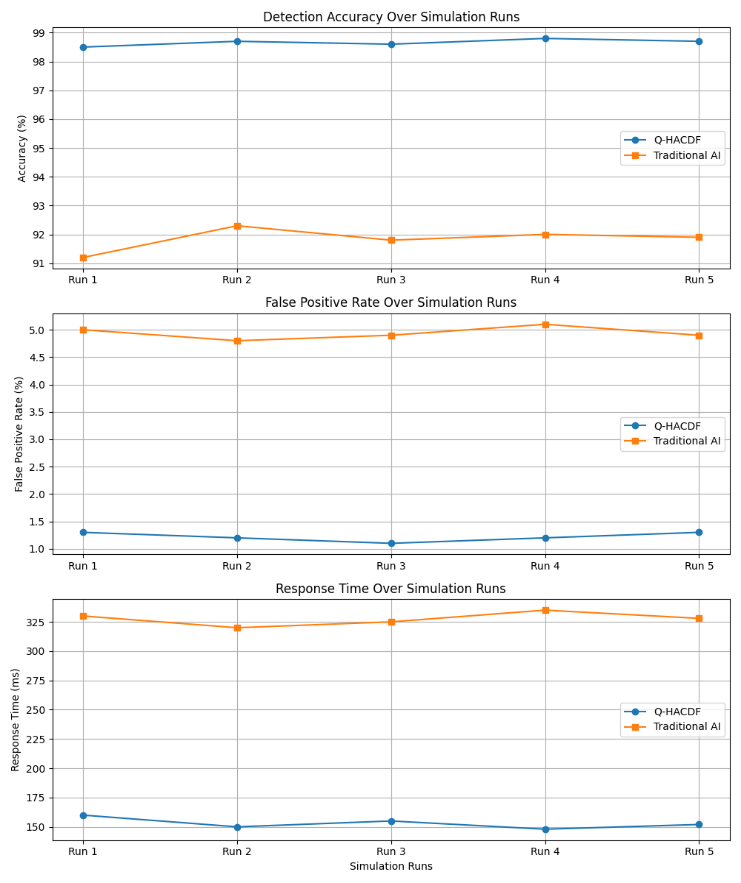 Detection Accuracy Over Simulation Runs
Accuracy (%)
99
98
97
96
95
94
93
92
91
Q-HACDF
Traditional AI
Run 1 Run 2 Run 3 Run 4 Run 5
False Positive Rate Over Simulation Runs
False Positive Rate (%)
5.0
4.5
4.0
3.5
3.0
2.5
2.0
1.5
1.0
Q-HACDF
Traditional AI
Run 1 Run 2 Run 3 Run 4 Run 5
Response Time Over Simulation Runs
Response Time (ms)
325
300
275
250
225
200
175
150
Q-HACDF
Traditional AI
Run 1 Run 2 Run 3 Run 4 Run 5
Simulation Runs